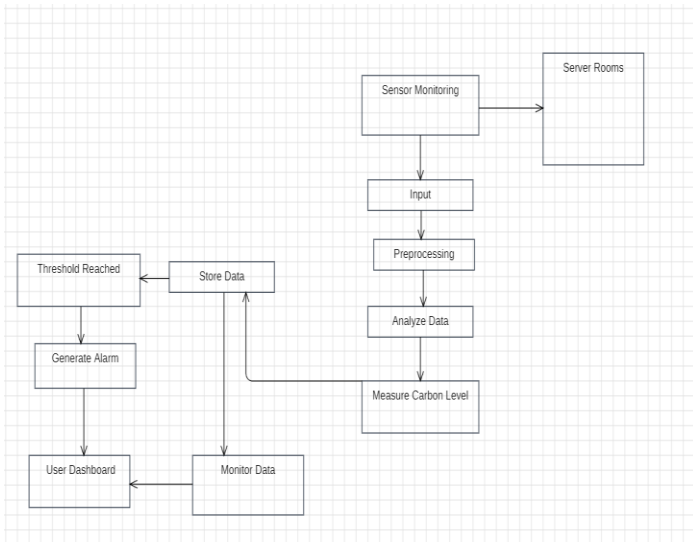 Server Rooms
Sensor Monitoring
Input
Preprocessing
Threshold Reached
Store Data
Analyze Data
Generate Alarm
Measure Carbon Level
User Dashboard
Monitor Data